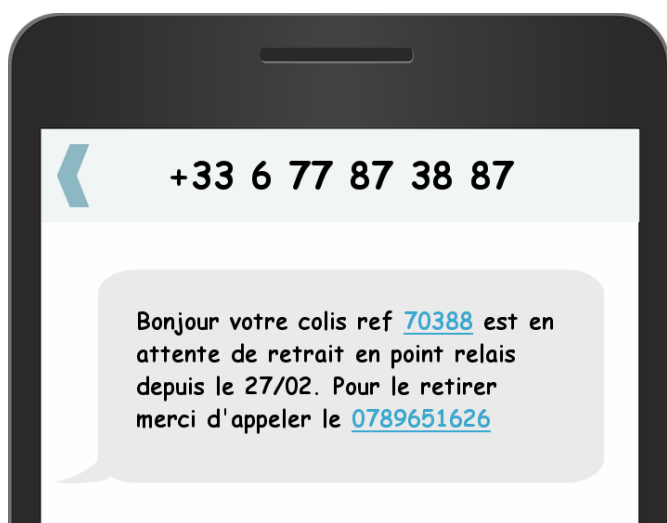 +33 6 77 87 38 87
Bonjour votre colis ref 70388 est en
attente de retrait en point relais
depuis le 27/02. Pour le retirer
merci d'appeler le 0789651626